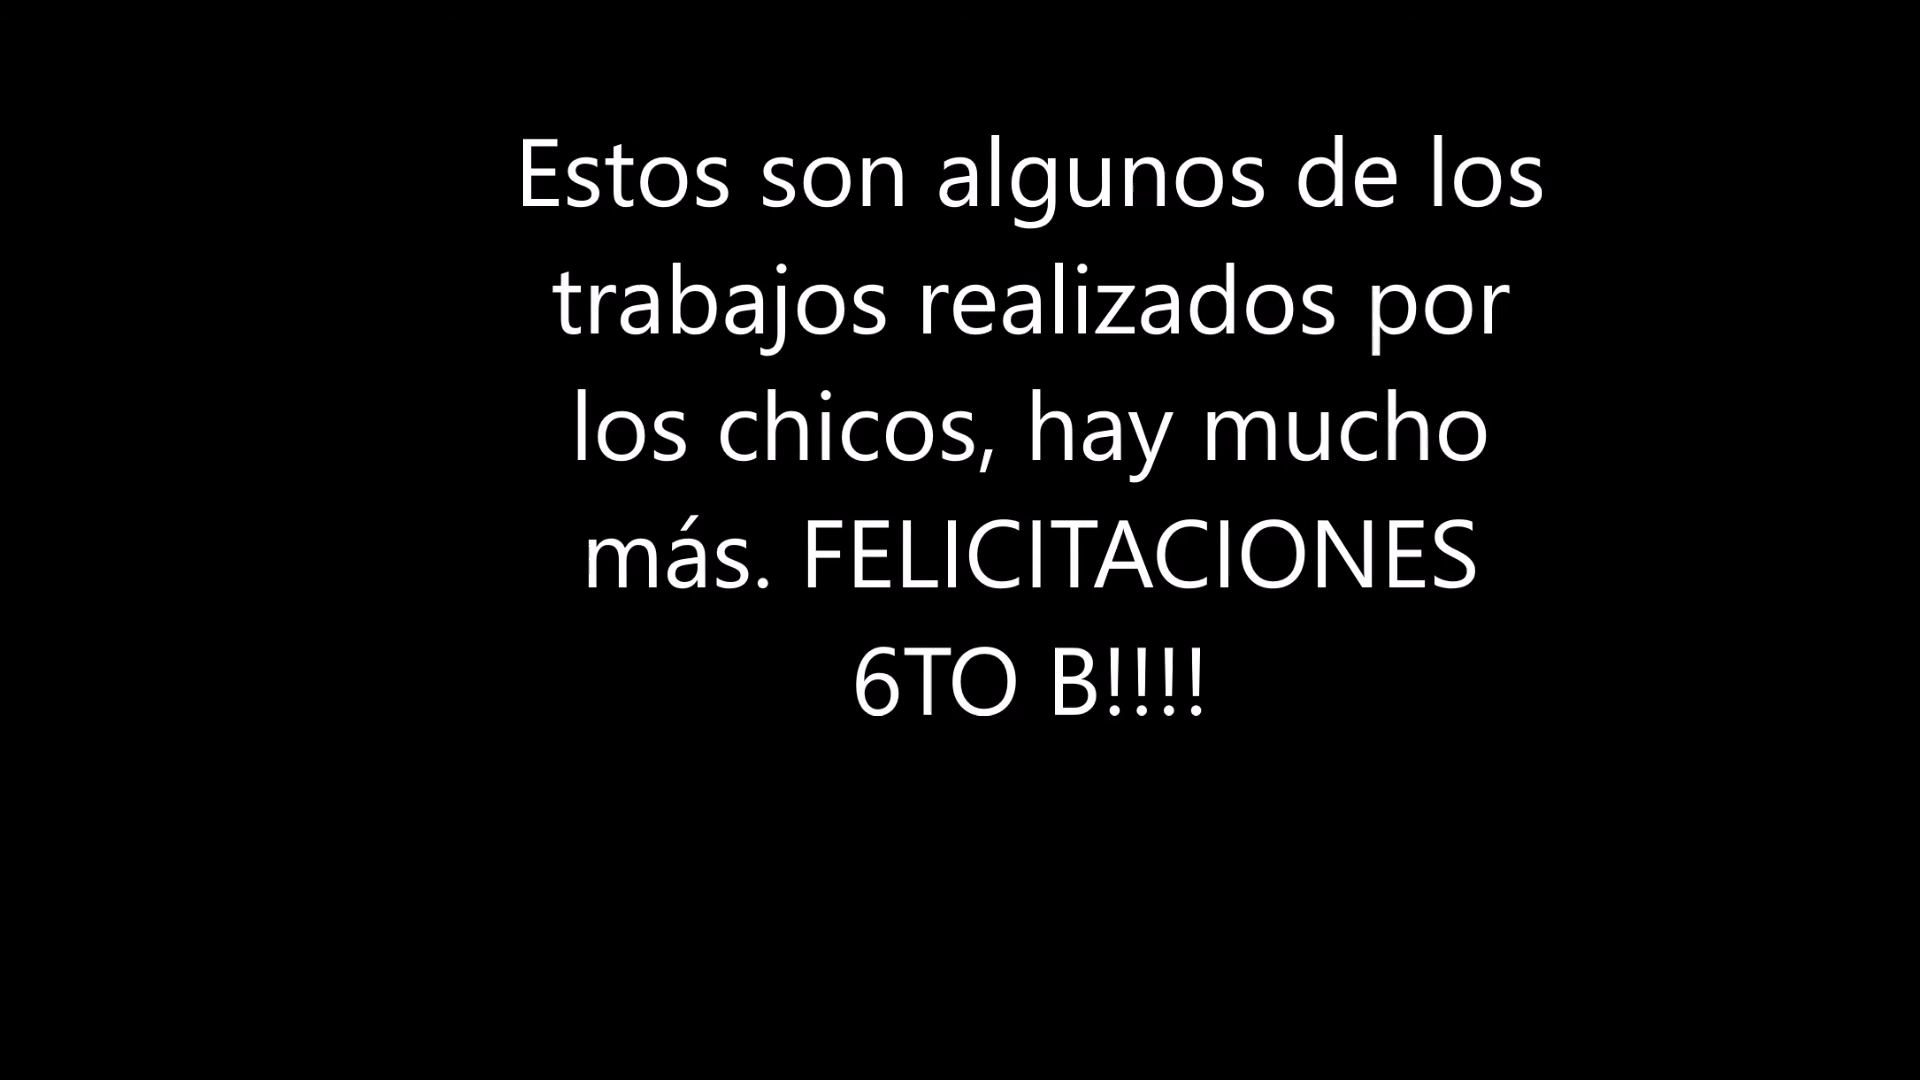 Estos son algunos de los
trabajos realizados por
los chicos, hay mucho
más. FELICITACIONES
6TO B!!!!